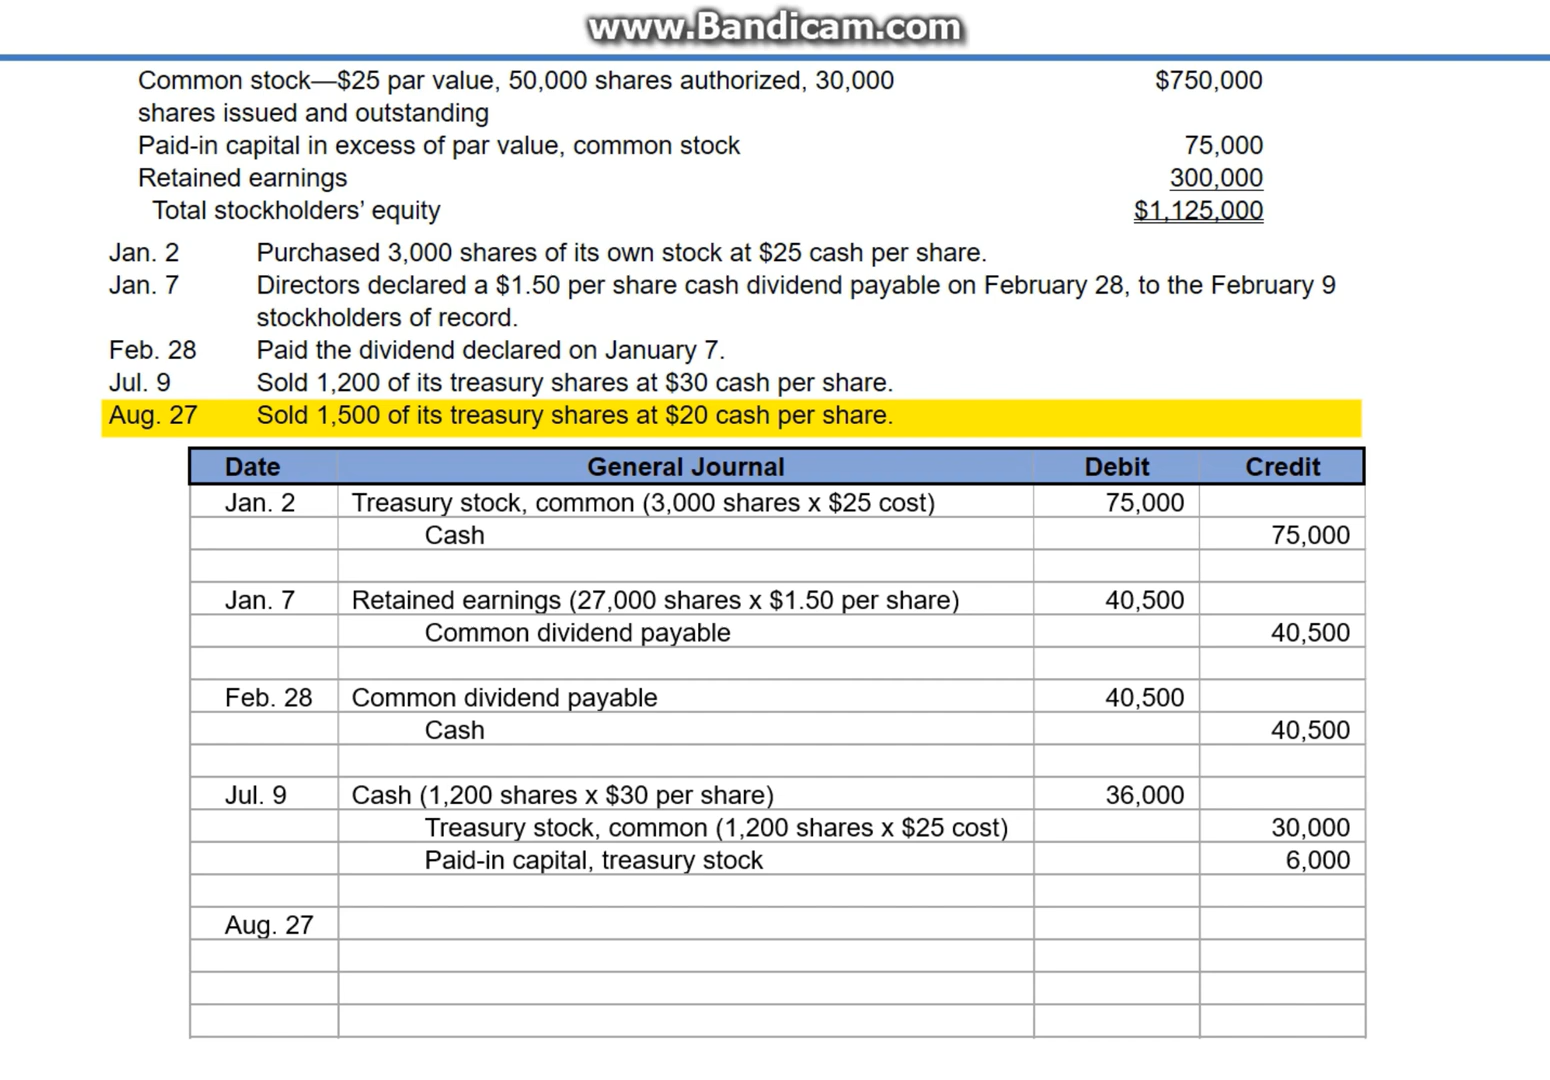 www.Bandicam.com
Common stock—$25 par value, 50,000 shares authorized, 30,000 $750,000
shares issued and outstanding
Paid-in capital in excess of par value, common stock 75,000
Retained earnings 300,000
Total stockholders’ equity $1,125,000
Jan. 2 Purchased 3,000 shares of its own stock at $25 cash per share.
Jan. 7 Directors declared a $1.50 per share cash dividend payable on February 28, to the February 9
stockholders of record.
Feb. 28 Paid the dividend declared on January 7.
Jul. 9 Sold 1,200 of its treasury shares at $30 cash per share.
Aug. 27 Sold 1,500 of its treasury shares at $20 cash per share.
Date General Journal Debit Credit
Jan. 2 Treasury stock, common (3,000 shares x $25 cost) 75,000
Cash 75,000
Jan. 7 Retained earnings (27,000 shares x $1.50 per share) 40,500
Common dividend payable 40,500
Feb. 28 Common dividend payable 40,500
Cash 40,500
Jul. 9 Cash (1,200 shares x $30 per share) 36,000
Treasury stock, common (1,200 shares x $25 cost) 30,000
Paid-in capital, treasury stock 6,000
Aug. 27